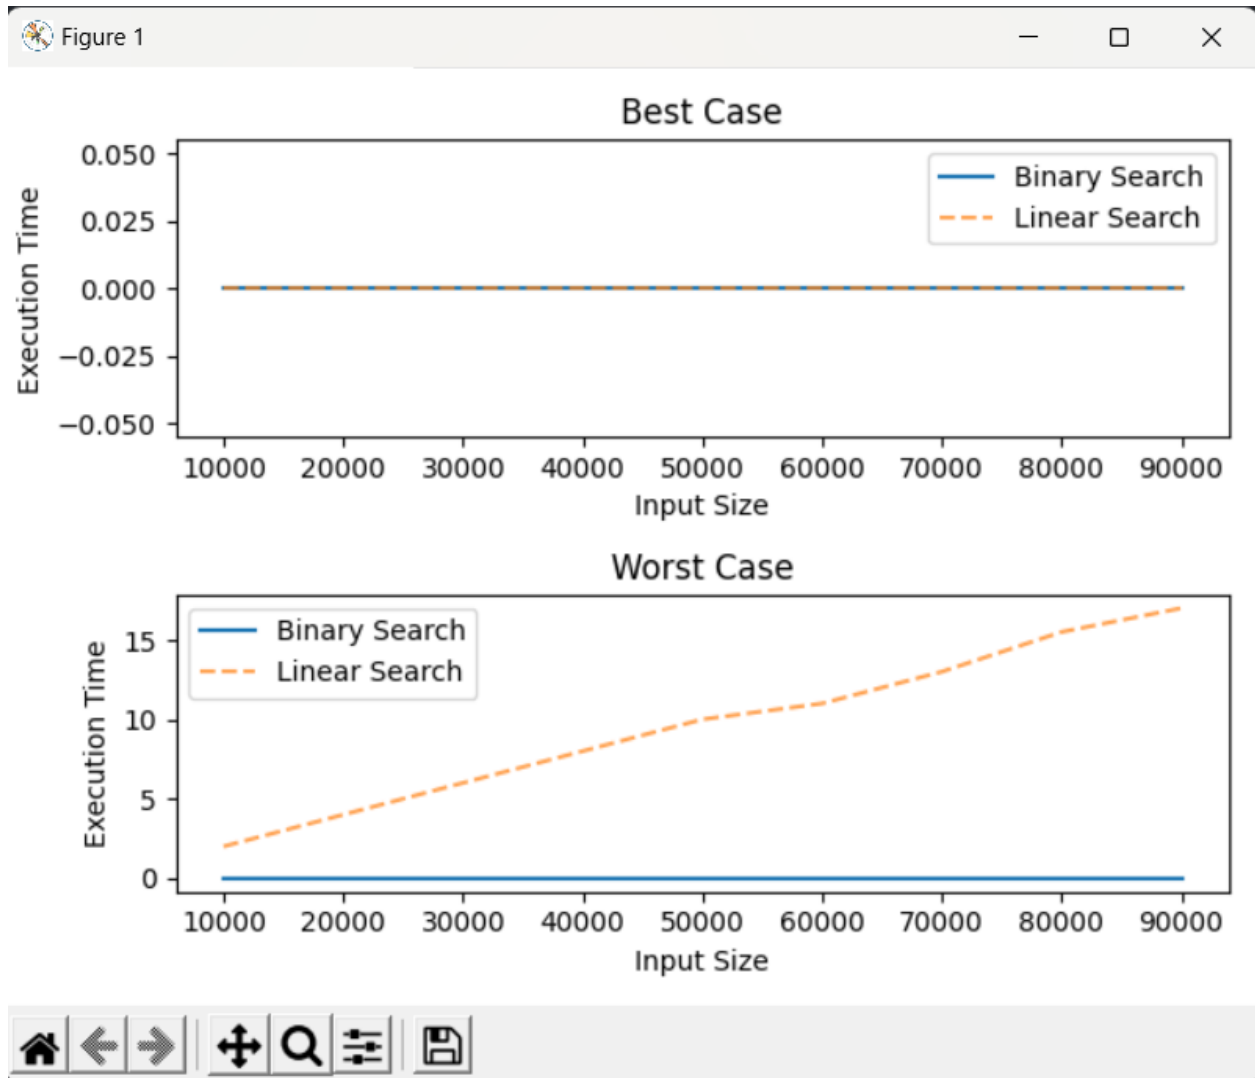 Figure 1
Best Case
Execution Time
0.050
0.025
0.000
−0.025
−0.050
Binary Search
Linear Search
10000 20000 30000 40000 50000 60000 70000 80000 90000
Input Size
Worst Case
Execution Time
15
10
5
0
Binary Search
Linear Search
10000 20000 30000 40000 50000 60000 70000 80000 90000
Input Size